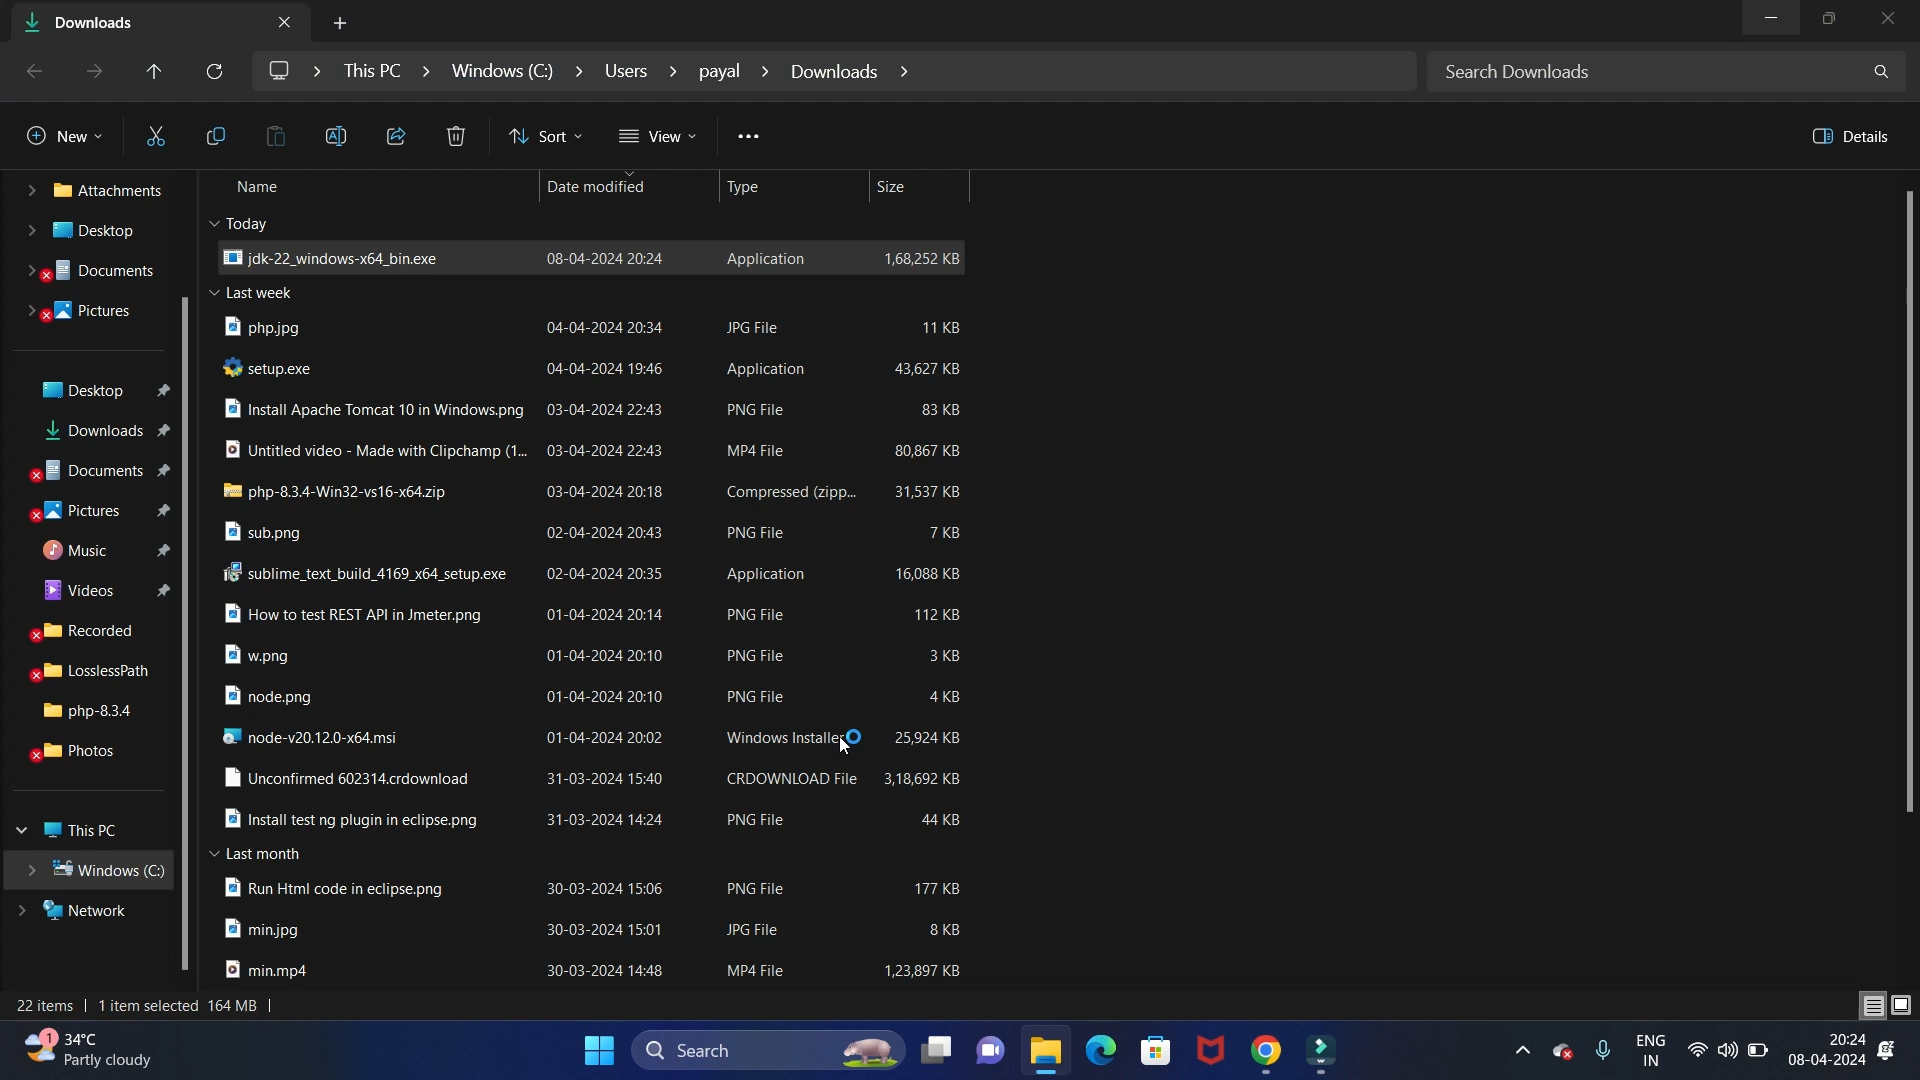 Downloads
This PC > Windows (C:) > Users > payal > Downloads >
Search Downloads
New
Sort
View
Details
Attachments
Desktop
Documents
Pictures
Desktop
Downloads
Documents
Pictures
Music
Videos
Recorded
LosslessPath
php-8.3.4
Photos
This PC
Windows (C:)
Network
Name Date modified Type Size
Today
jdk-22_windows-x64_bin.exe 08-04-2024 20:24 Application 1,68,252 KB
Last week
php.jpg 04-04-2024 20:34 JPG File 11 KB
setup.exe 04-04-2024 19:46 Application 43,627 KB
Install Apache Tomcat 10 in Windows.png 03-04-2024 22:43 PNG File 83 KB
Untitled video - Made with Clipchamp (1... 03-04-2024 22:43 MP4 File 80,867 KB
php-8.3.4-Win32-vs16-x64.zip 03-04-2024 20:18 Compressed (zipp... 31,537 KB
sub.png 02-04-2024 20:43 PNG File 7 KB
sublime_text_build_4169_x64_setup.exe 02-04-2024 20:35 Application 16,088 KB
How to test REST API in Jmeter.png 01-04-2024 20:14 PNG File 112 KB
w.png 01-04-2024 20:10 PNG File 3 KB
node.png 01-04-2024 20:10 PNG File 4 KB
node-v20.12.0-x64.msi 01-04-2024 20:02 Windows Installer 25,924 KB
Unconfirmed 602314.crdownload 31-03-2024 15:40 CRDOWNLOAD File 3,18,692 KB
Install test ng plugin in eclipse.png 31-03-2024 14:24 PNG File 44 KB
Last month
Run Html code in eclipse.png 30-03-2024 15:06 PNG File 177 KB
min.jpg 30-03-2024 15:01 JPG File 8 KB
min.mp4 30-03-2024 14:48 MP4 File 1,23,897 KB
22 items | 1 item selected 164 MB |
1
34°C
Partly cloudy
Search
ENG
IN
20:24
08-04-2024